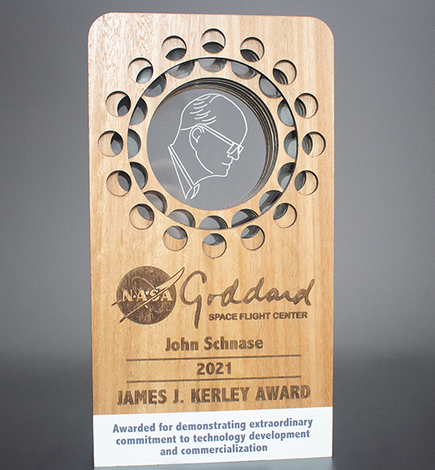 NASA
Goddard
SPACE FLIGHT CENTER
John Schnase
2021
JAMES J. KERLEY AWARD
Awarded for demonstrating extraordinary
commitment to technology development
and commercialization